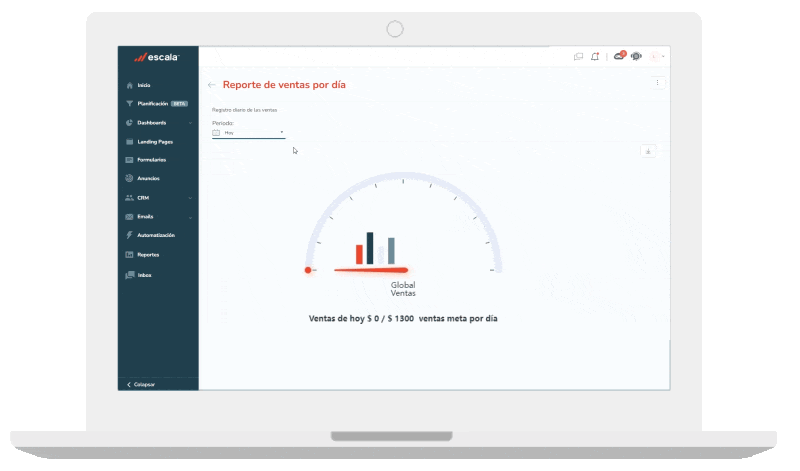 escala
Inicio
Planificación BETA
Dashboards
Landing Pages
Formularios
Anuncios
CRM
Emails
Automatización
Reportes
Inbox
Colapsar
Reporte de ventas por día
Registro diario de las ventas
Periodo:
Hoy
Global
Ventas
Ventas de hoy $ 0 / $ 1300 ventas meta por día